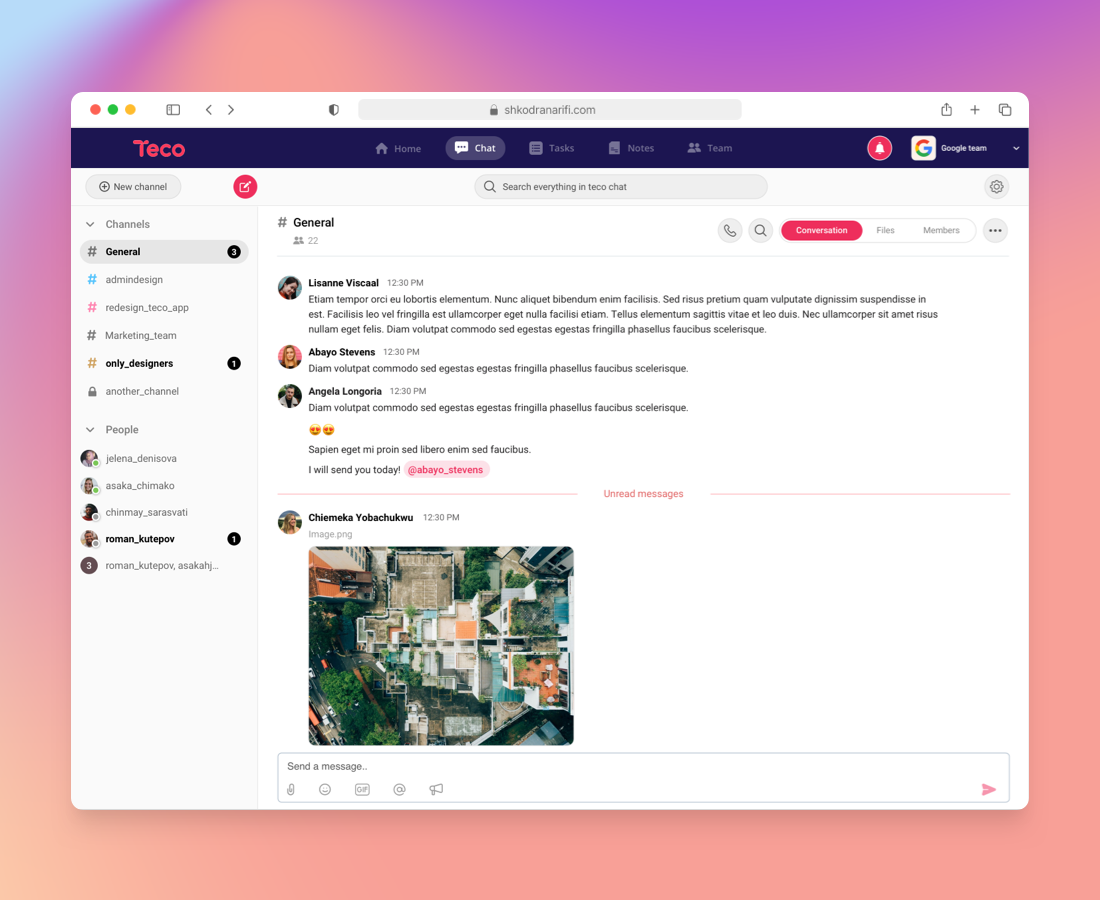 shkodranarifi.com
Teco
Home
Chat
Tasks
Notes
Team
Google team
New channel
Search everything in teco chat
Channels
# General 3
# admindesign
# redesign_teco_app
# Marketing_team
# only_designers 1
another_channel
People
jelena_denisova
asaka_chimako
chinmay_sarasvati
roman_kutepov 1
3 roman_kutepov, asakahj...
# General
22
Conversation
Files
Members
Lisanne Viscaal 12:30 PM
Etiam tempor orci eu lobortis elementum. Nunc aliquet bibendum enim facilisis. Sed risus pretium quam vulputate dignissim suspendisse in
est. Facilisis leo vel fringilla est ullamcorper eget nulla facilisi etiam. Tellus elementum sagittis vitae et leo duis. Nec ullamcorper sit amet risus
nullam eget felis. Diam volutpat commodo sed egestas egestas fringilla phasellus faucibus scelerisque.
Abayo Stevens 12:30 PM
Diam volutpat commodo sed egestas egestas fringilla phasellus faucibus scelerisque.
Angela Longoria 12:30 PM
Diam volutpat commodo sed egestas egestas fringilla phasellus faucibus scelerisque.
😍😍
Sapien eget mi proin sed libero enim sed faucibus.
I will send you today! @abayo_stevens
Unread messages
Chiemeka Yobachukwu 12:30 PM
Image.png
Send a message..
GIF